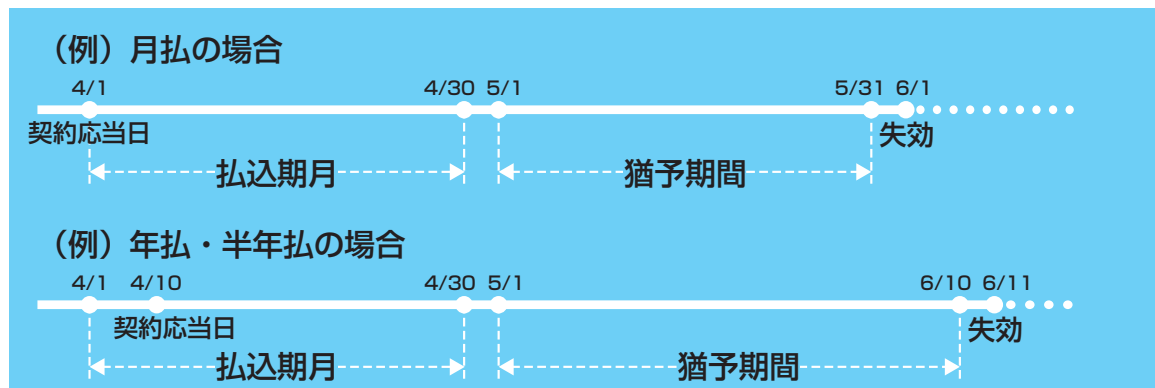 （例）月払の場合
4/1 4/30 5/1 5/31 6/1
契約応当日 失効
払込期月 猶予期間
（例）年払・半年払の場合
4/1 4/10 4/30 5/1 6/10 6/11
契約応当日 失効
払込期月 猶予期間